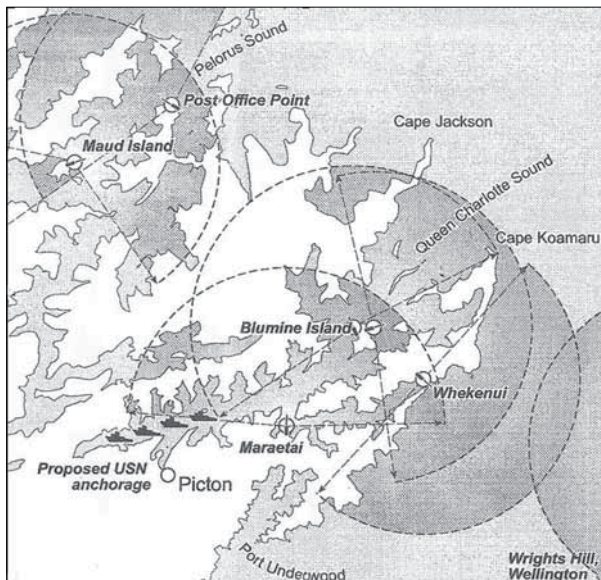 Pelorus Sound
Post Office Point
Maud Island
Cape Jackson
Queen Charlotte Sound
Cape Koamaru
Blumine Island
Whekenui
Maraetai
Proposed USN
anchorage
Picton
Port Underwood
Wrights Hill,
Wellington